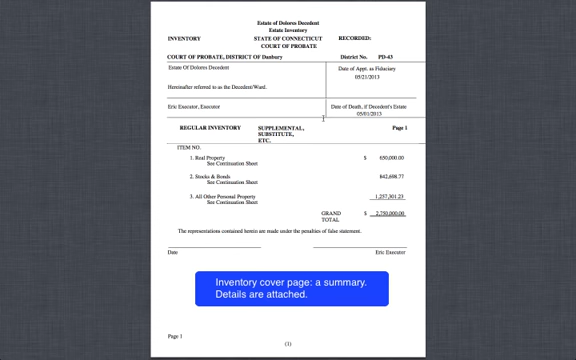 Estate of Dolores Decedent
Estate Inventory
INVENTORY STATE OF CONNECTICUT RECORDED:
COURT OF PROBATE
COURT OF PROBATE, DISTRICT OF Danbury District No. PD-43
Estate Of Dolores Decedent Date of Appt. as Fiduciary
05/21/2013
Hereinafter referred to as the Decedent/Ward.
Eric Executor, Executor Date of Death, if Decedent's Estate
05/01/2013
REGULAR INVENTORY SUPPLEMENTAL, Page 1
SUBSTITUTE,
ETC.
ITEM NO.
1. Real Property $ 650,000.00
See Continuation Sheet
2. Stocks & Bonds 842,698.77
See Continuation Sheet
3. All Other Personal Property 1,257,301.23
See Continuation Sheet
GRAND $ 2,750,000.00
TOTAL
The representations contained herein are made under the penalties of false statement.
Date Eric Executor
Inventory cover page: a summary.
Details are attached.
Page 1
(1)